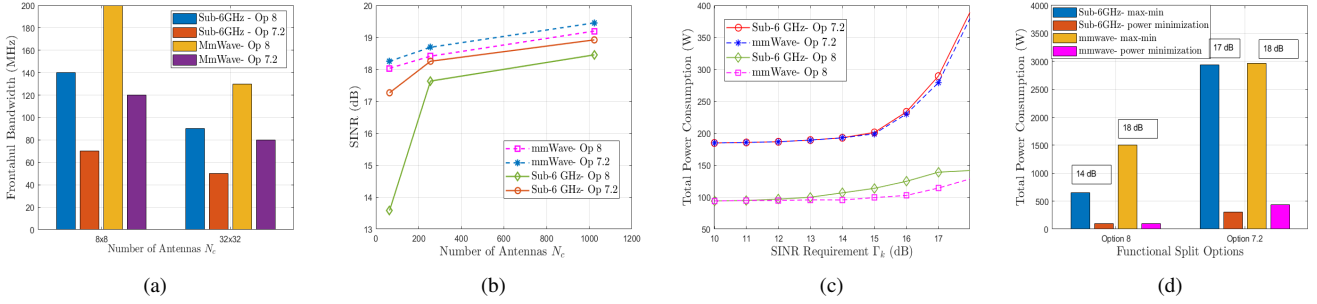 200
180
160
140
120
100
80
60
40
20
0
Frontahul Bandwidth (MHz)
Sub-6GHz - Op 8
Sub-6GHz - Op 7.2
MmWave- Op 8
MmWave- Op 7.2
8x8
32x32
Number of Antennas N_c
(a)
20
19
18
17
16
15
14
13
SINR (dB)
mmWave- Op 8
mmWave- Op 7.2
Sub-6 GHz- Op 8
Sub-6 GHz- Op 7.2
0
200
400
600
800
1000
1200
Number of Antennas N_c
(b)
400
350
300
250
200
150
100
50
Total Power Consumption (W)
Sub-6 GHz- Op 7.2
mmWave- Op 7.2
Sub-6 GHz- Op 8
mmWave- Op 8
10
11
12
13
14
15
16
17
SINR Requirement Γ_k (dB)
(c)
4000
3500
3000
2500
2000
1500
1000
500
0
Total Power Consumption (W)
Sub-6GHz- max-min
Sub-6GHz- power minimization
mmwave- max-min
mmwave- power minimization
14 dB
18 dB
17 dB
18 dB
Option 8
Option 7.2
Functional Split Options
(d)